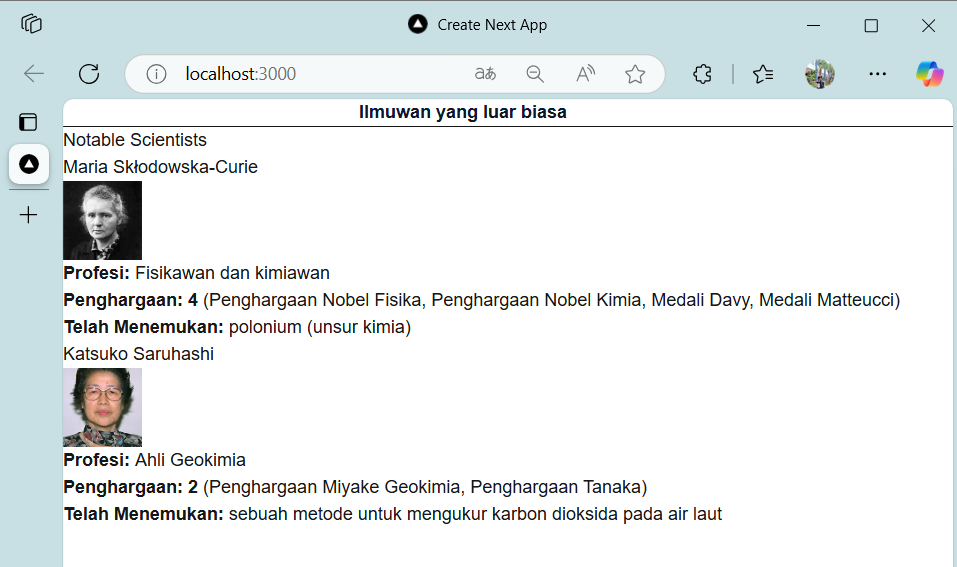 Create Next App
localhost:3000
Ilmuwan yang luar biasa
Notable Scientists
Maria Skłodowska-Curie
Profesi: Fisikawan dan kimiawan
Penghargaan: 4 (Penghargaan Nobel Fisika, Penghargaan Nobel Kimia, Medali Davy, Medali Matteucci)
Telah Menemukan: polonium (unsur kimia)
Katsuko Saruhashi
Profesi: Ahli Geokimia
Penghargaan: 2 (Penghargaan Miyake Geokimia, Penghargaan Tanaka)
Telah Menemukan: sebuah metode untuk mengukur karbon dioksida pada air laut